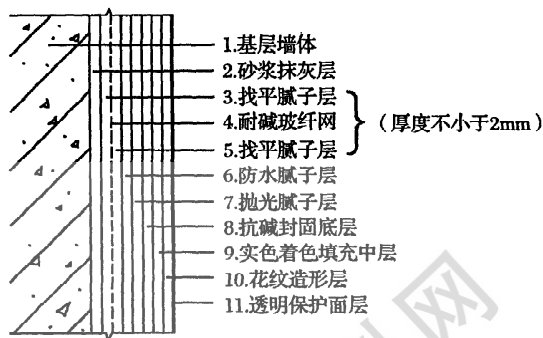 1.基层墙体
2.砂浆抹灰层
3.找平腻子层
4.耐碱玻纤网
5.找平腻子层
（厚度不小于2mm）
6.防水腻子层
7.抛光腻子层
8.抗碱封固底层
9.实色着色填充中层
10.花纹造形层
11.透明保护面层
网